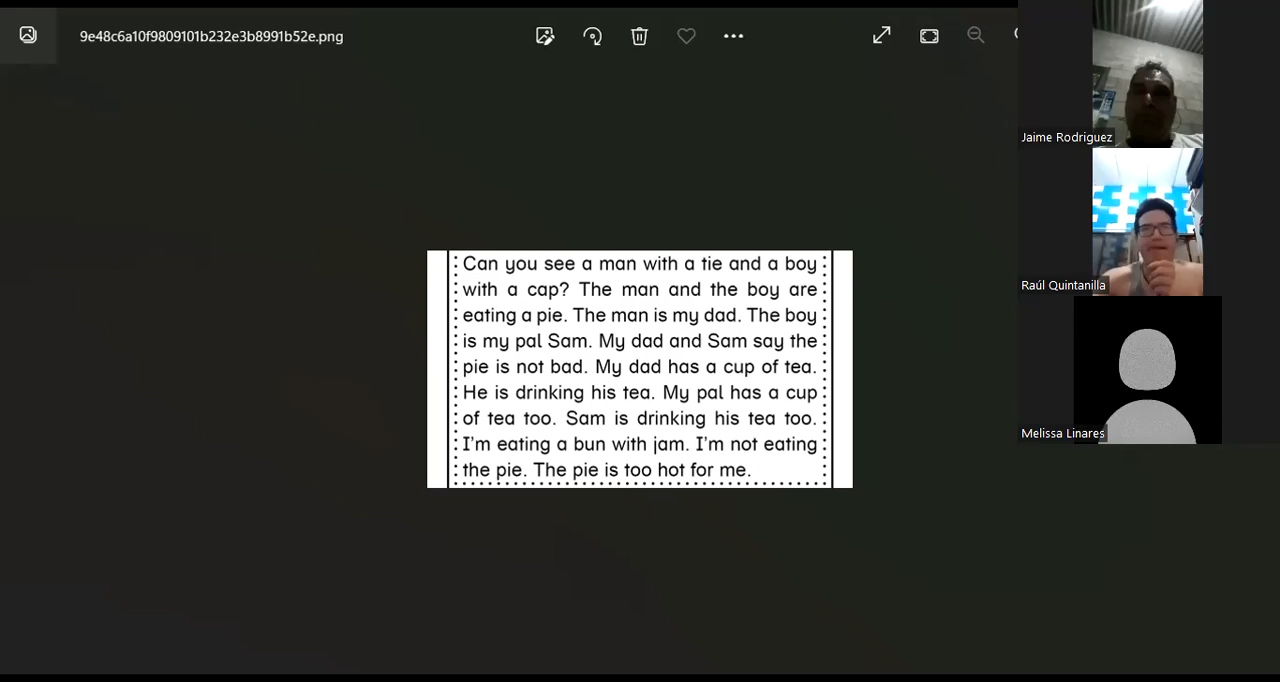 9e48c6a10f9809101b232e3b8991b52e.png
Can you see a man with a tie and a boy
with a cap? The man and the boy are
eating a pie. The man is my dad. The boy
is my pal Sam. My dad and Sam say the
pie is not bad. My dad has a cup of tea.
He is drinking his tea. My pal has a cup
of tea too. Sam is drinking his tea too.
I'm eating a bun with jam. I'm not eating
the pie. The pie is too hot for me.
Jaime Rodriguez
Raúl Quintanilla
Melissa Linares